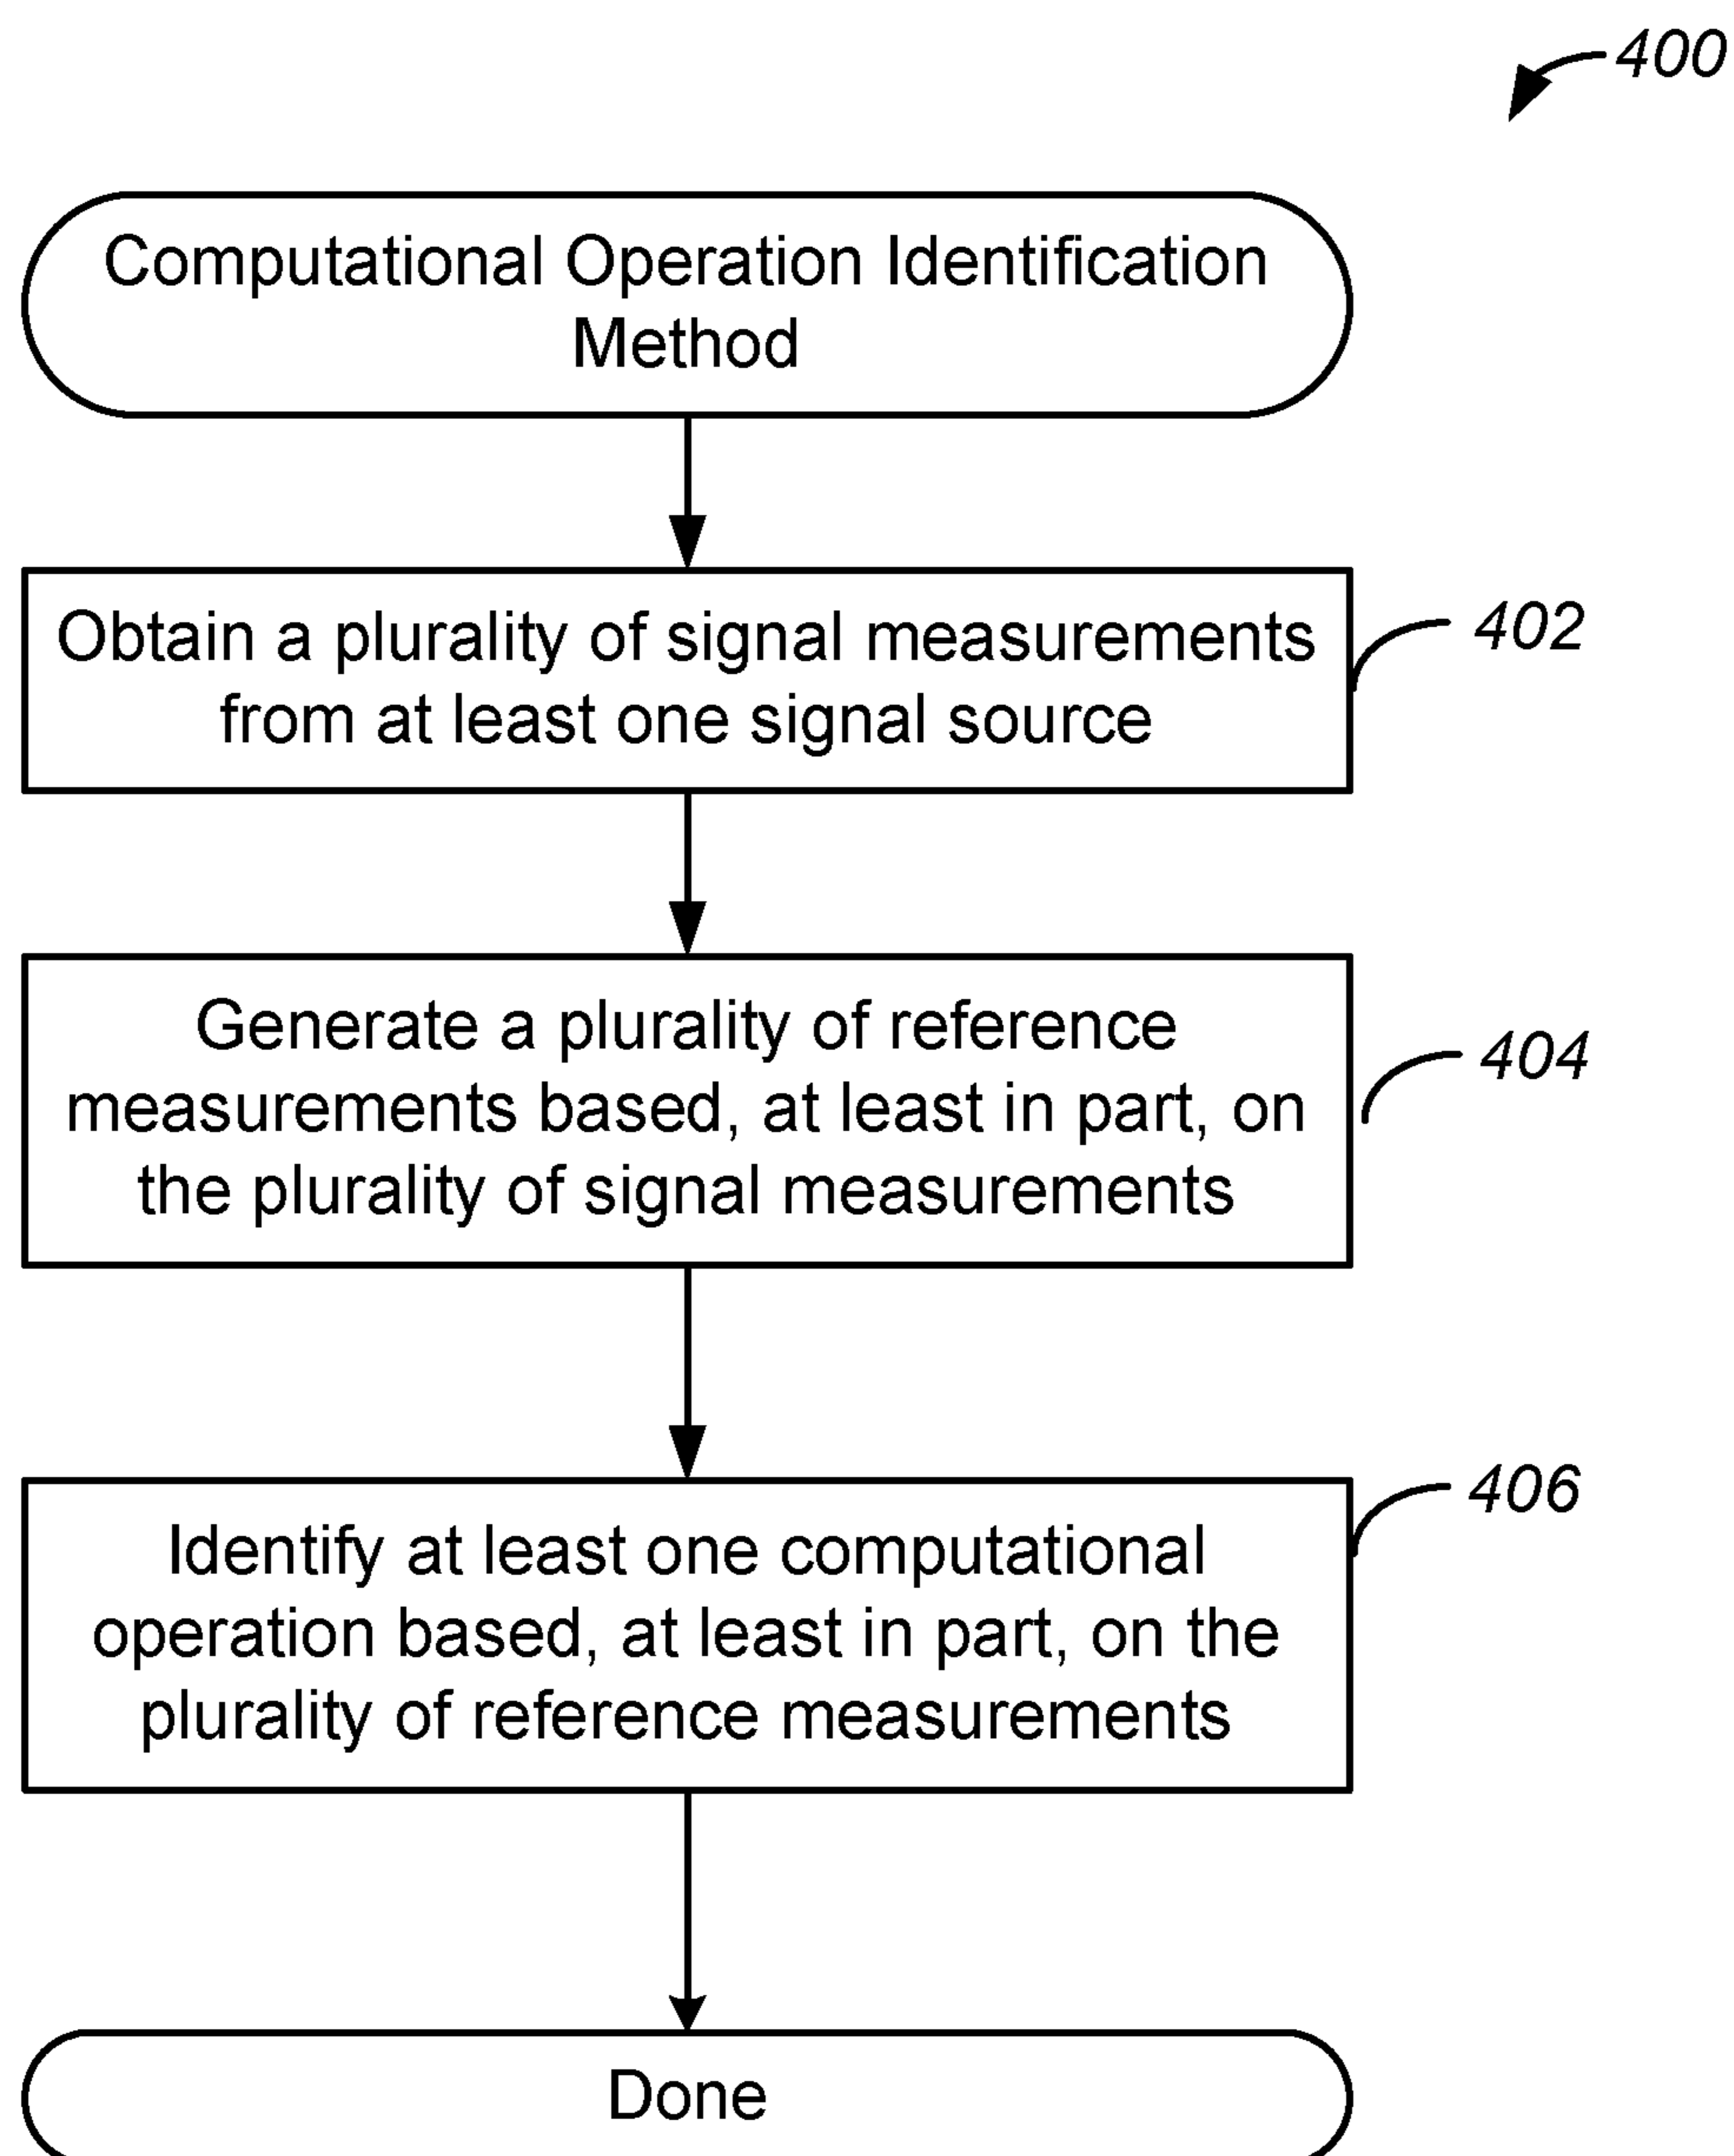 400
Computational Operation Identification
Method
Obtain a plurality of signal measurements
from at least one signal source
402
Generate a plurality of reference
measurements based, at least in part, on
the plurality of signal measurements
404
Identify at least one computational
operation based, at least in part, on the
plurality of reference measurements
406
Done